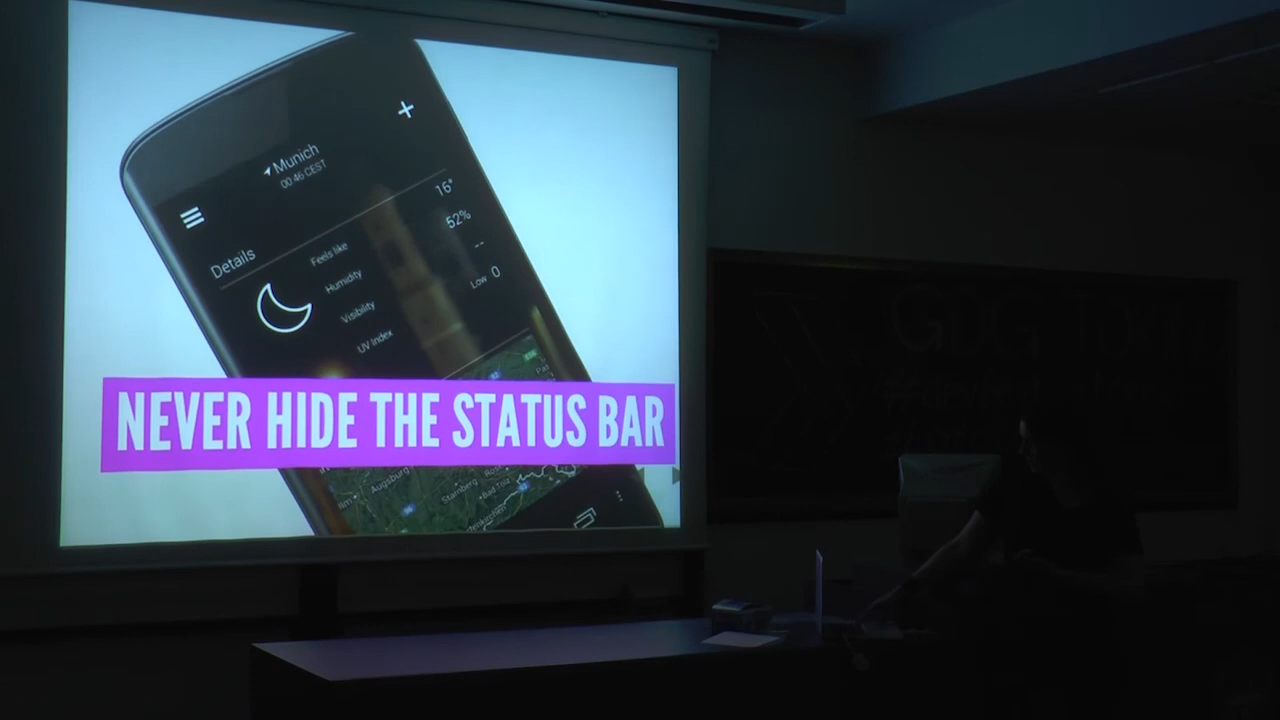 Munich
00:46 CEST
Details
Feels like 16°
Humidity 52%
Visibility --
UV Index Low 0
NEVER HIDE THE STATUS BAR
Augsburg
Starnberg
Bad Tölz
GDG